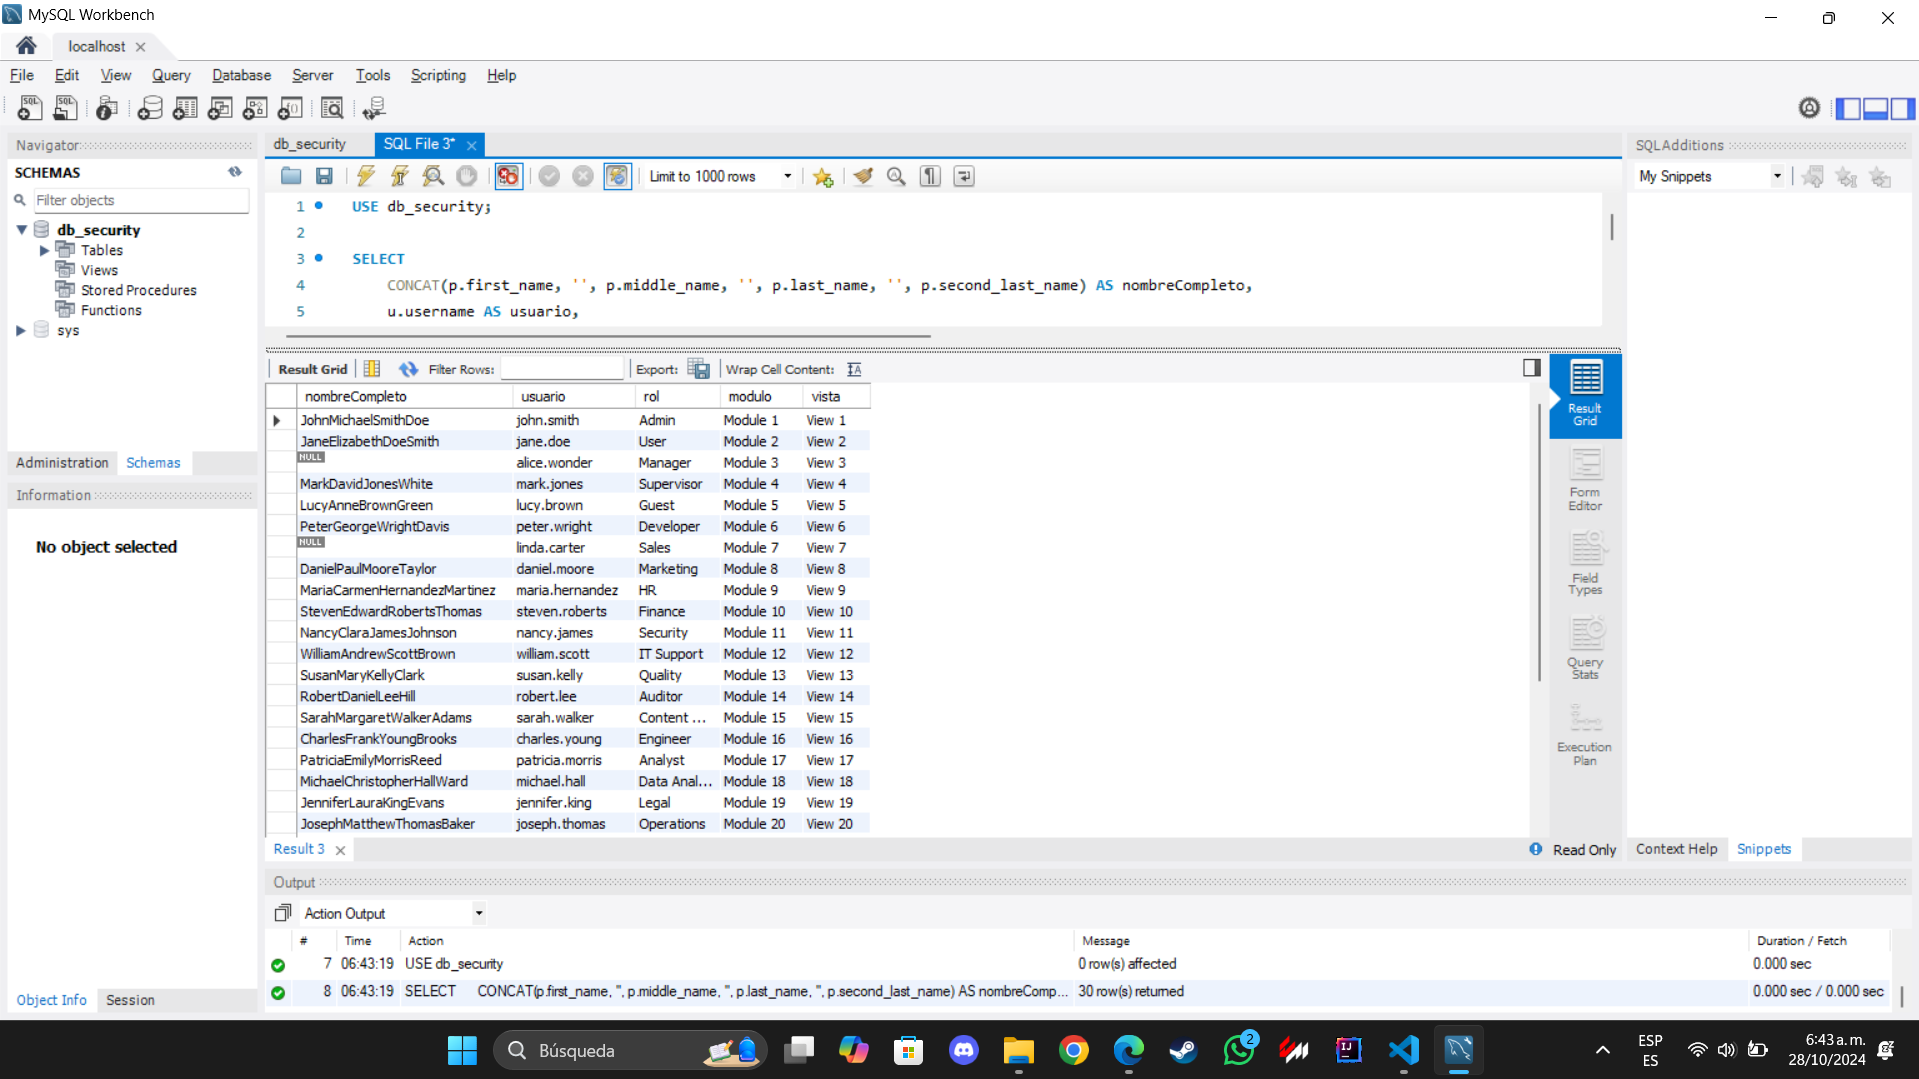 MySQL Workbench
localhost
File Edit View Query Database Server Tools Scripting Help
Navigator
SCHEMAS
Filter objects
db_security
Tables
Views
Stored Procedures
Functions
sys
Administration Schemas
Information
No object selected
Object Info Session
db_security SQL File 3*
Limit to 1000 rows
1 USE db_security;
2
3 SELECT
4 CONCAT(p.first_name, '', p.middle_name, '', p.last_name, '', p.second_last_name) AS nombreCompleto,
5 u.username AS usuario,
Result Grid Filter Rows: Export: Wrap Cell Content:
nombreCompleto usuario rol modulo vista
JohnMichaelSmithDoe john.smith Admin Module 1 View 1
JaneElizabethDoeSmith jane.doe User Module 2 View 2
NULL alice.wonder Manager Module 3 View 3
MarkDavidJonesWhite mark.jones Supervisor Module 4 View 4
LucyAnneBrownGreen lucy.brown Guest Module 5 View 5
PeterGeorgeWrightDavis peter.wright Developer Module 6 View 6
NULL linda.carter Sales Module 7 View 7
DanielPaulMooreTaylor daniel.moore Marketing Module 8 View 8
MariaCarmenHernandezMartinez maria.hernandez HR Module 9 View 9
StevenEdwardRobertsThomas steven.roberts Finance Module 10 View 10
NancyClaraJamesJohnson nancy.james Security Module 11 View 11
WilliamAndrewScottBrown william.scott IT Support Module 12 View 12
SusanMaryKellyClark susan.kelly Quality Module 13 View 13
RobertDanielLeeHill robert.lee Auditor Module 14 View 14
SarahMargaretWalkerAdams sarah.walker Content ... Module 15 View 15
CharlesFrankYoungBrooks charles.young Engineer Module 16 View 16
PatriciaEmilyMorrisReed patricia.morris Analyst Module 17 View 17
MichaelChristopherHallWard michael.hall Data Anal... Module 18 View 18
JenniferLauraKingEvans jennifer.king Legal Module 19 View 19
JosephMatthewThomasBaker joseph.thomas Operations Module 20 View 20
Result Grid
Form Editor
Field Types
Query Stats
Execution Plan
Result 3 Read Only
SQLAdditions
My Snippets
Context Help Snippets
Output
Action Output
# Time Action Message Duration / Fetch
7 06:43:19 USE db_security 0 row(s) affected 0.000 sec
8 06:43:19 SELECT CONCAT(p.first_name, '', p.middle_name, '', p.last_name, '', p.second_last_name) AS nombreComp... 30 row(s) returned 0.000 sec / 0.000 sec
Búsqueda
2
ESP
ES
6:43 a. m.
28/10/2024